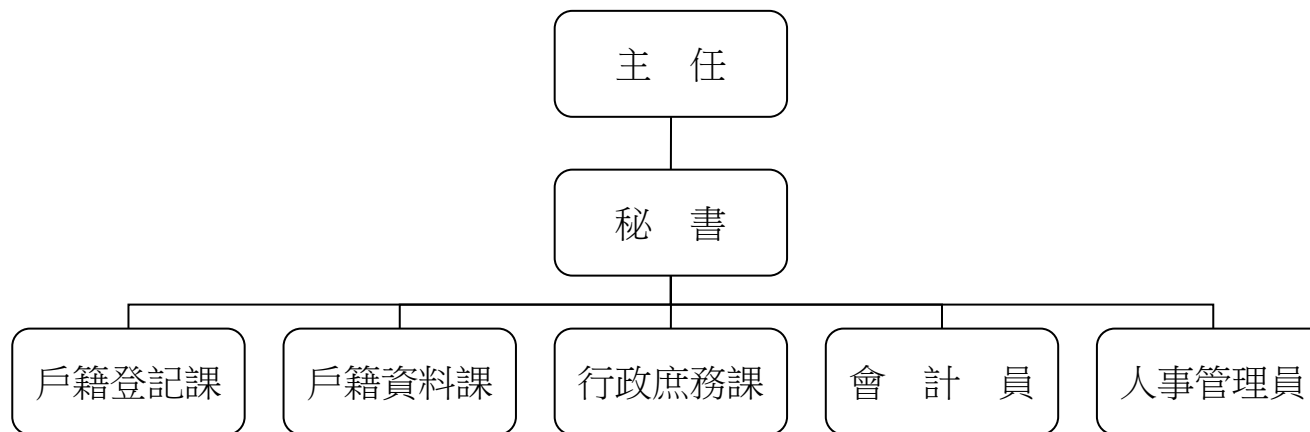 主　任
秘　書
戶籍登記課
戶籍資料課
行政庶務課
會　計　員
人事管理員